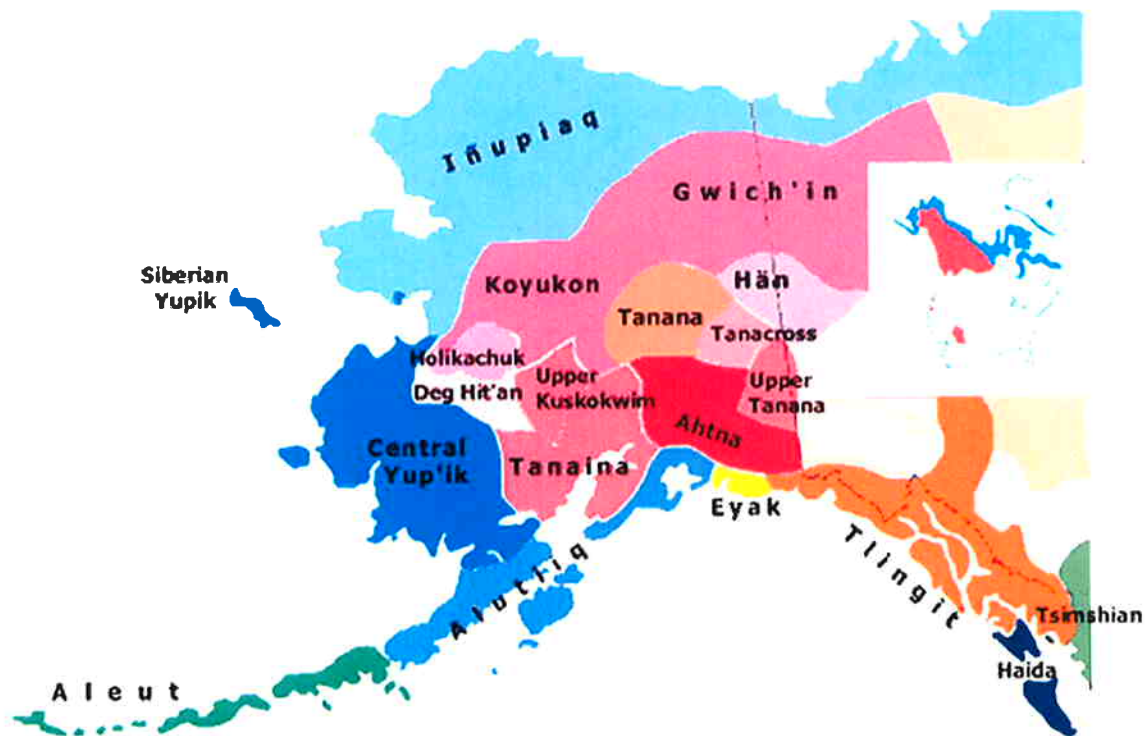 Iñupiaq
Gwich'in
Siberian
Yupik
Koyukon
Hän
Tanana
Tanacross
Holikachuk
Deg Hit'an
Upper
Kuskokwim
Upper
Tanana
Ahtna
Central
Yup'ik
Tanaina
Eyak
Alutiiq
Tlingit
Tsimshian
Haida
Aleut